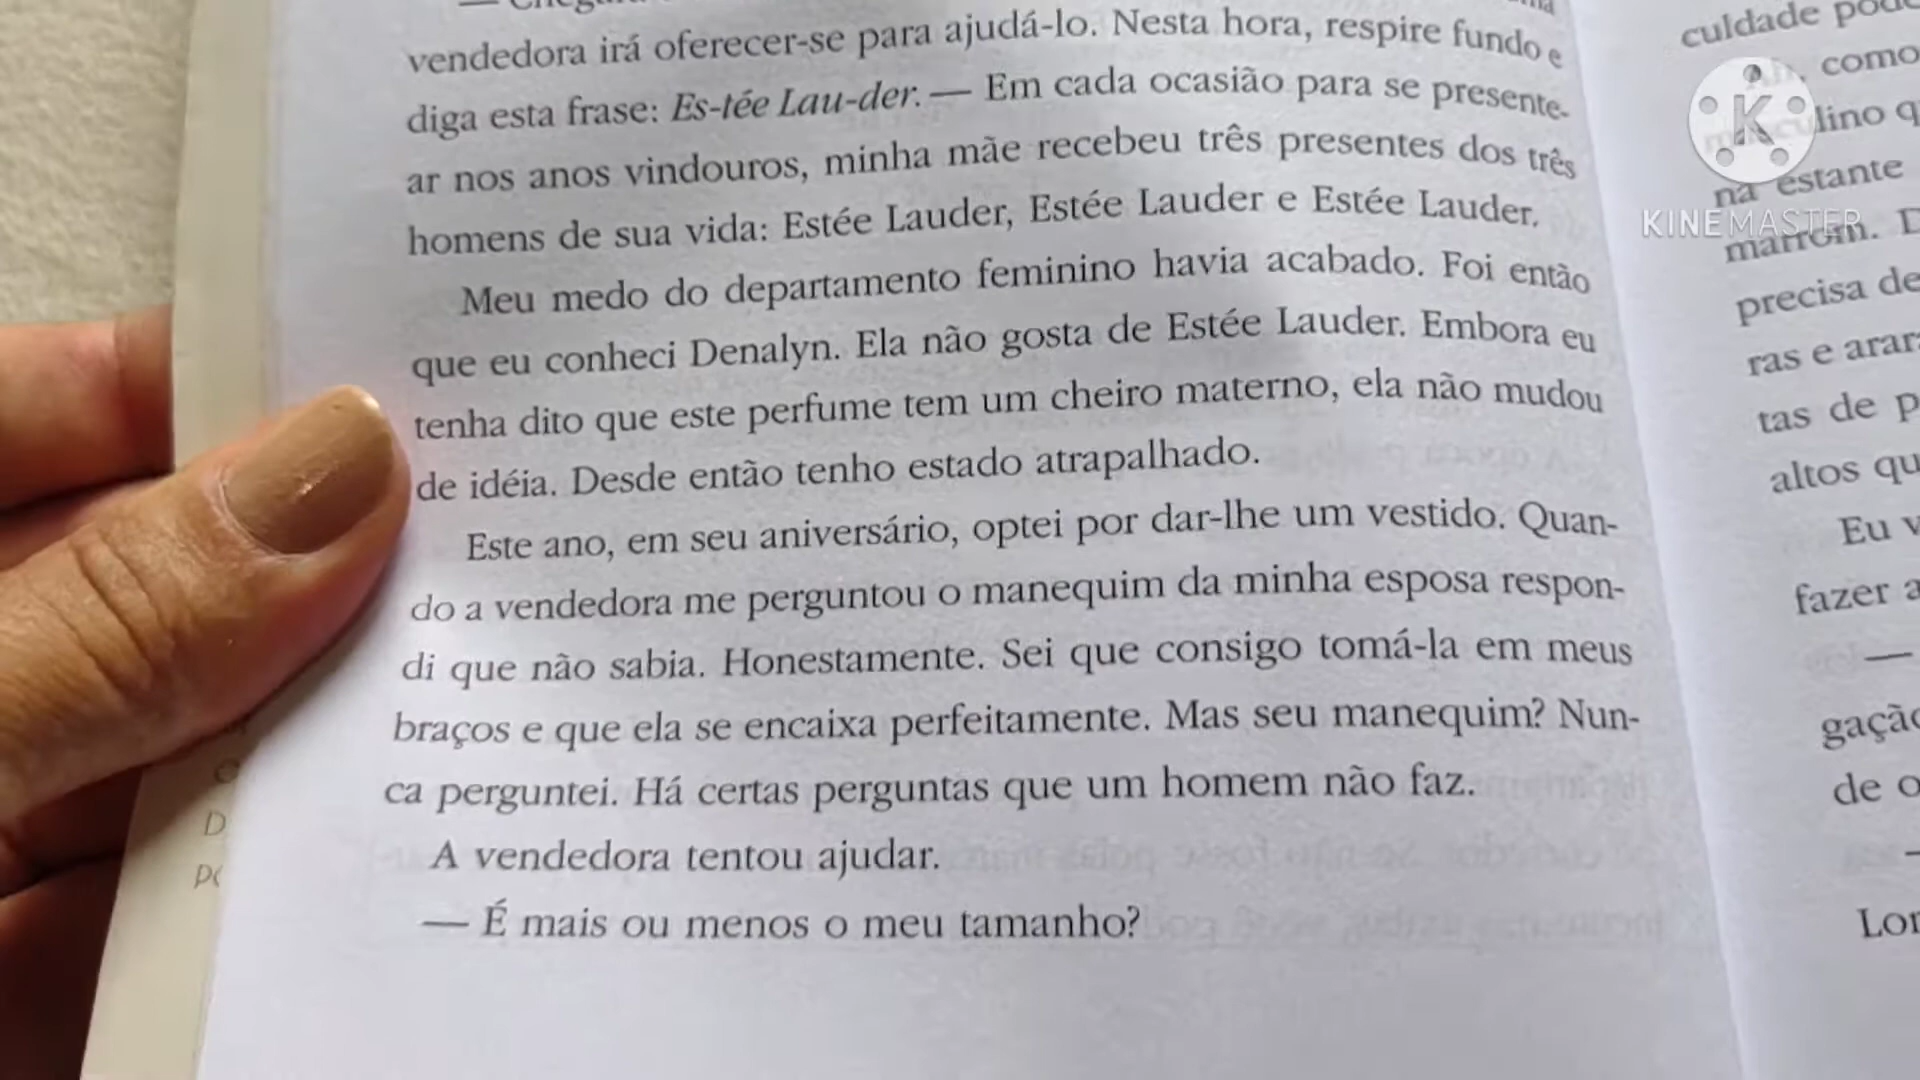 vendedora irá oferecer-se para ajudá-lo. Nesta hora, respire fundo e
diga esta frase: Es-tée Lau-der. — Em cada ocasião para se presente-
ar nos anos vindouros, minha mãe recebeu três presentes dos três
homens de sua vida: Estée Lauder, Estée Lauder e Estée Lauder.
Meu medo do departamento feminino havia acabado. Foi então
que eu conheci Denalyn. Ela não gosta de Estée Lauder. Embora eu
tenha dito que este perfume tem um cheiro materno, ela não mudou
de idéia. Desde então tenho estado atrapalhado.
Este ano, em seu aniversário, optei por dar-lhe um vestido. Quan-
do a vendedora me perguntou o manequim da minha esposa respon-
di que não sabia. Honestamente. Sei que consigo tomá-la em meus
braços e que ela se encaixa perfeitamente. Mas seu manequim? Nun-
ca perguntei. Há certas perguntas que um homem não faz.
A vendedora tentou ajudar.
— É mais ou menos o meu tamanho?
culdade
como
na estante
marrom.
precisa de
ras e
tas de
altos
Eu
fazer
—
de
K
KINEMASTER